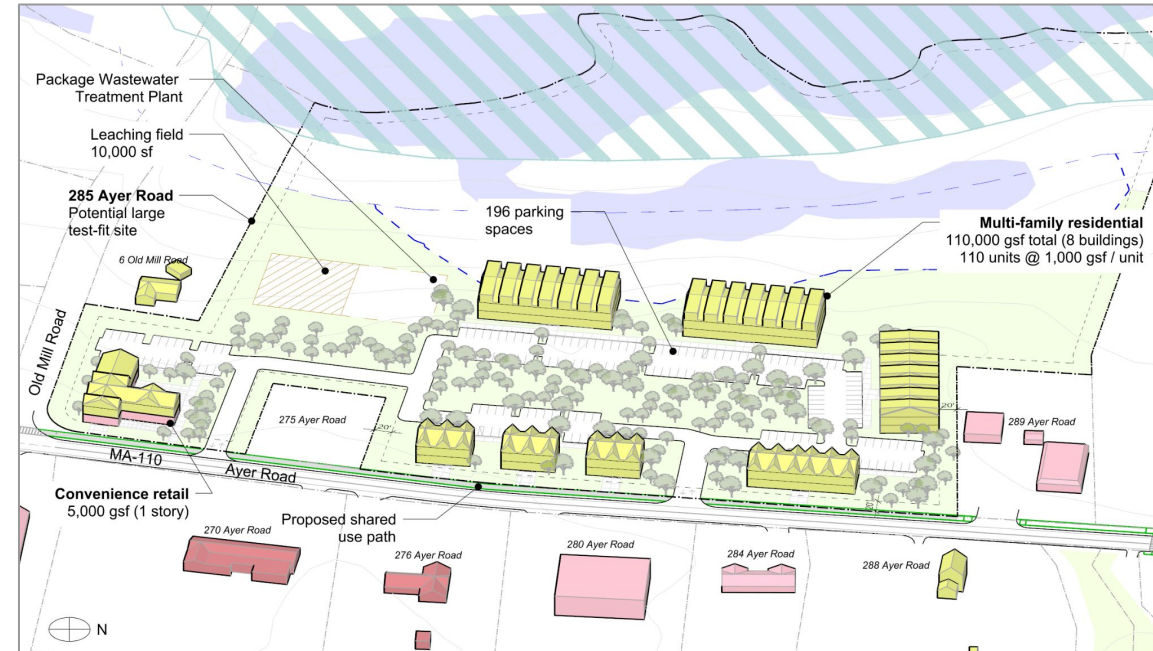 Package Wastewater
Treatment Plant
Leaching field
10,000 sf
285 Ayer Road
Potential large
test-fit site
6 Old Mill Road
196 parking
spaces
Multi-family residential
110,000 gsf total (8 buildings)
110 units @ 1,000 gsf / unit
Old Mill Road
275 Ayer Road
20'
20'
289 Ayer Road
MA-110
Ayer Road
Convenience retail
5,000 gsf (1 story)
Proposed shared
use path
270 Ayer Road
276 Ayer Road
280 Ayer Road
284 Ayer Road
288 Ayer Road
N